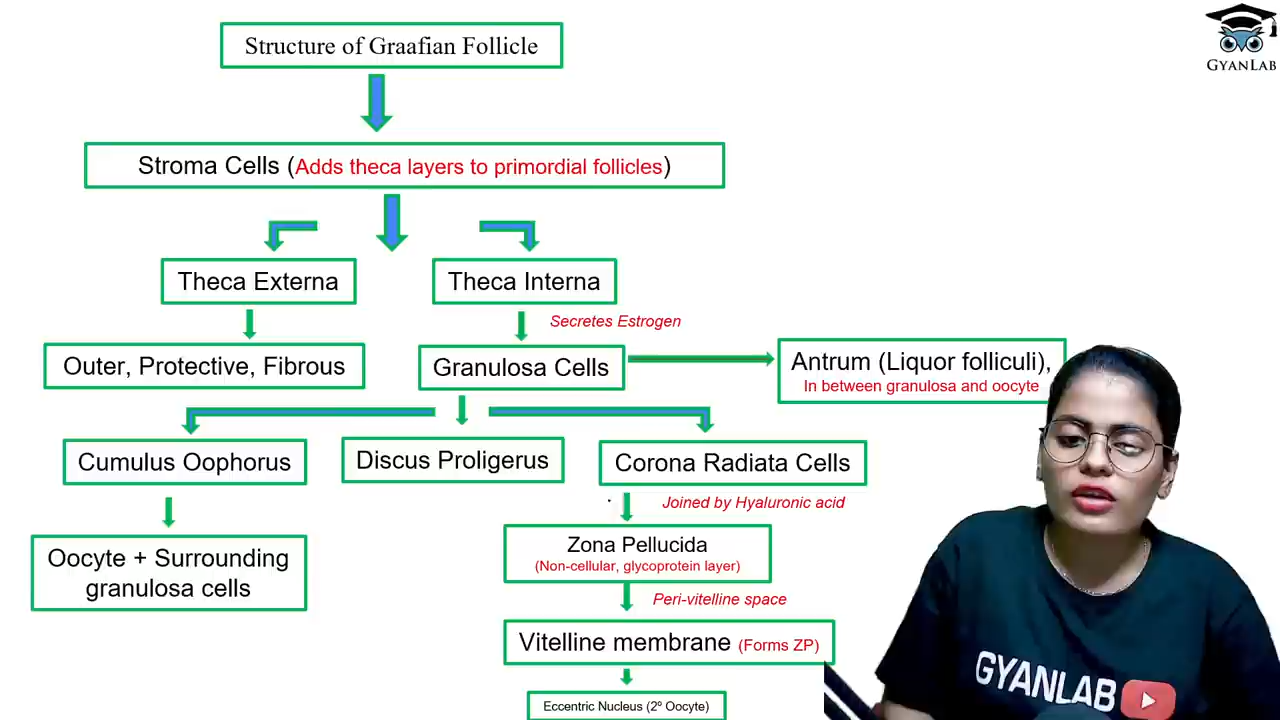 Structure of Graafian Follicle
GYANLAB
Stroma Cells (Adds theca layers to primordial follicles)
Theca Externa
Theca Interna
Secretes Estrogen
Outer, Protective, Fibrous
Granulosa Cells
Antrum (Liquor folliculi),
In between granulosa and oocyte
Cumulus Oophorus
Discus Proligerus
Corona Radiata Cells
Joined by Hyaluronic acid
Oocyte + Surrounding
granulosa cells
Zona Pellucida
(Non-cellular, glycoprotein layer)
Peri-vitelline space
Vitelline membrane (Forms ZP)
Eccentric Nucleus (2º Oocyte)
GYANLAB